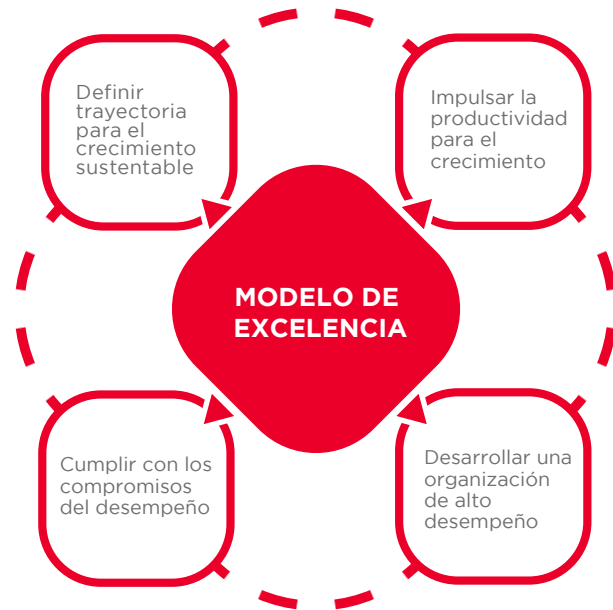 Definir
trayectoria
para el
crecimiento
sustentable
Impulsar la
productividad
para el
crecimiento
MODELO DE
EXCELENCIA
Cumplir con los
compromisos
del desempeño
Desarrollar una
organización
de alto
desempeño